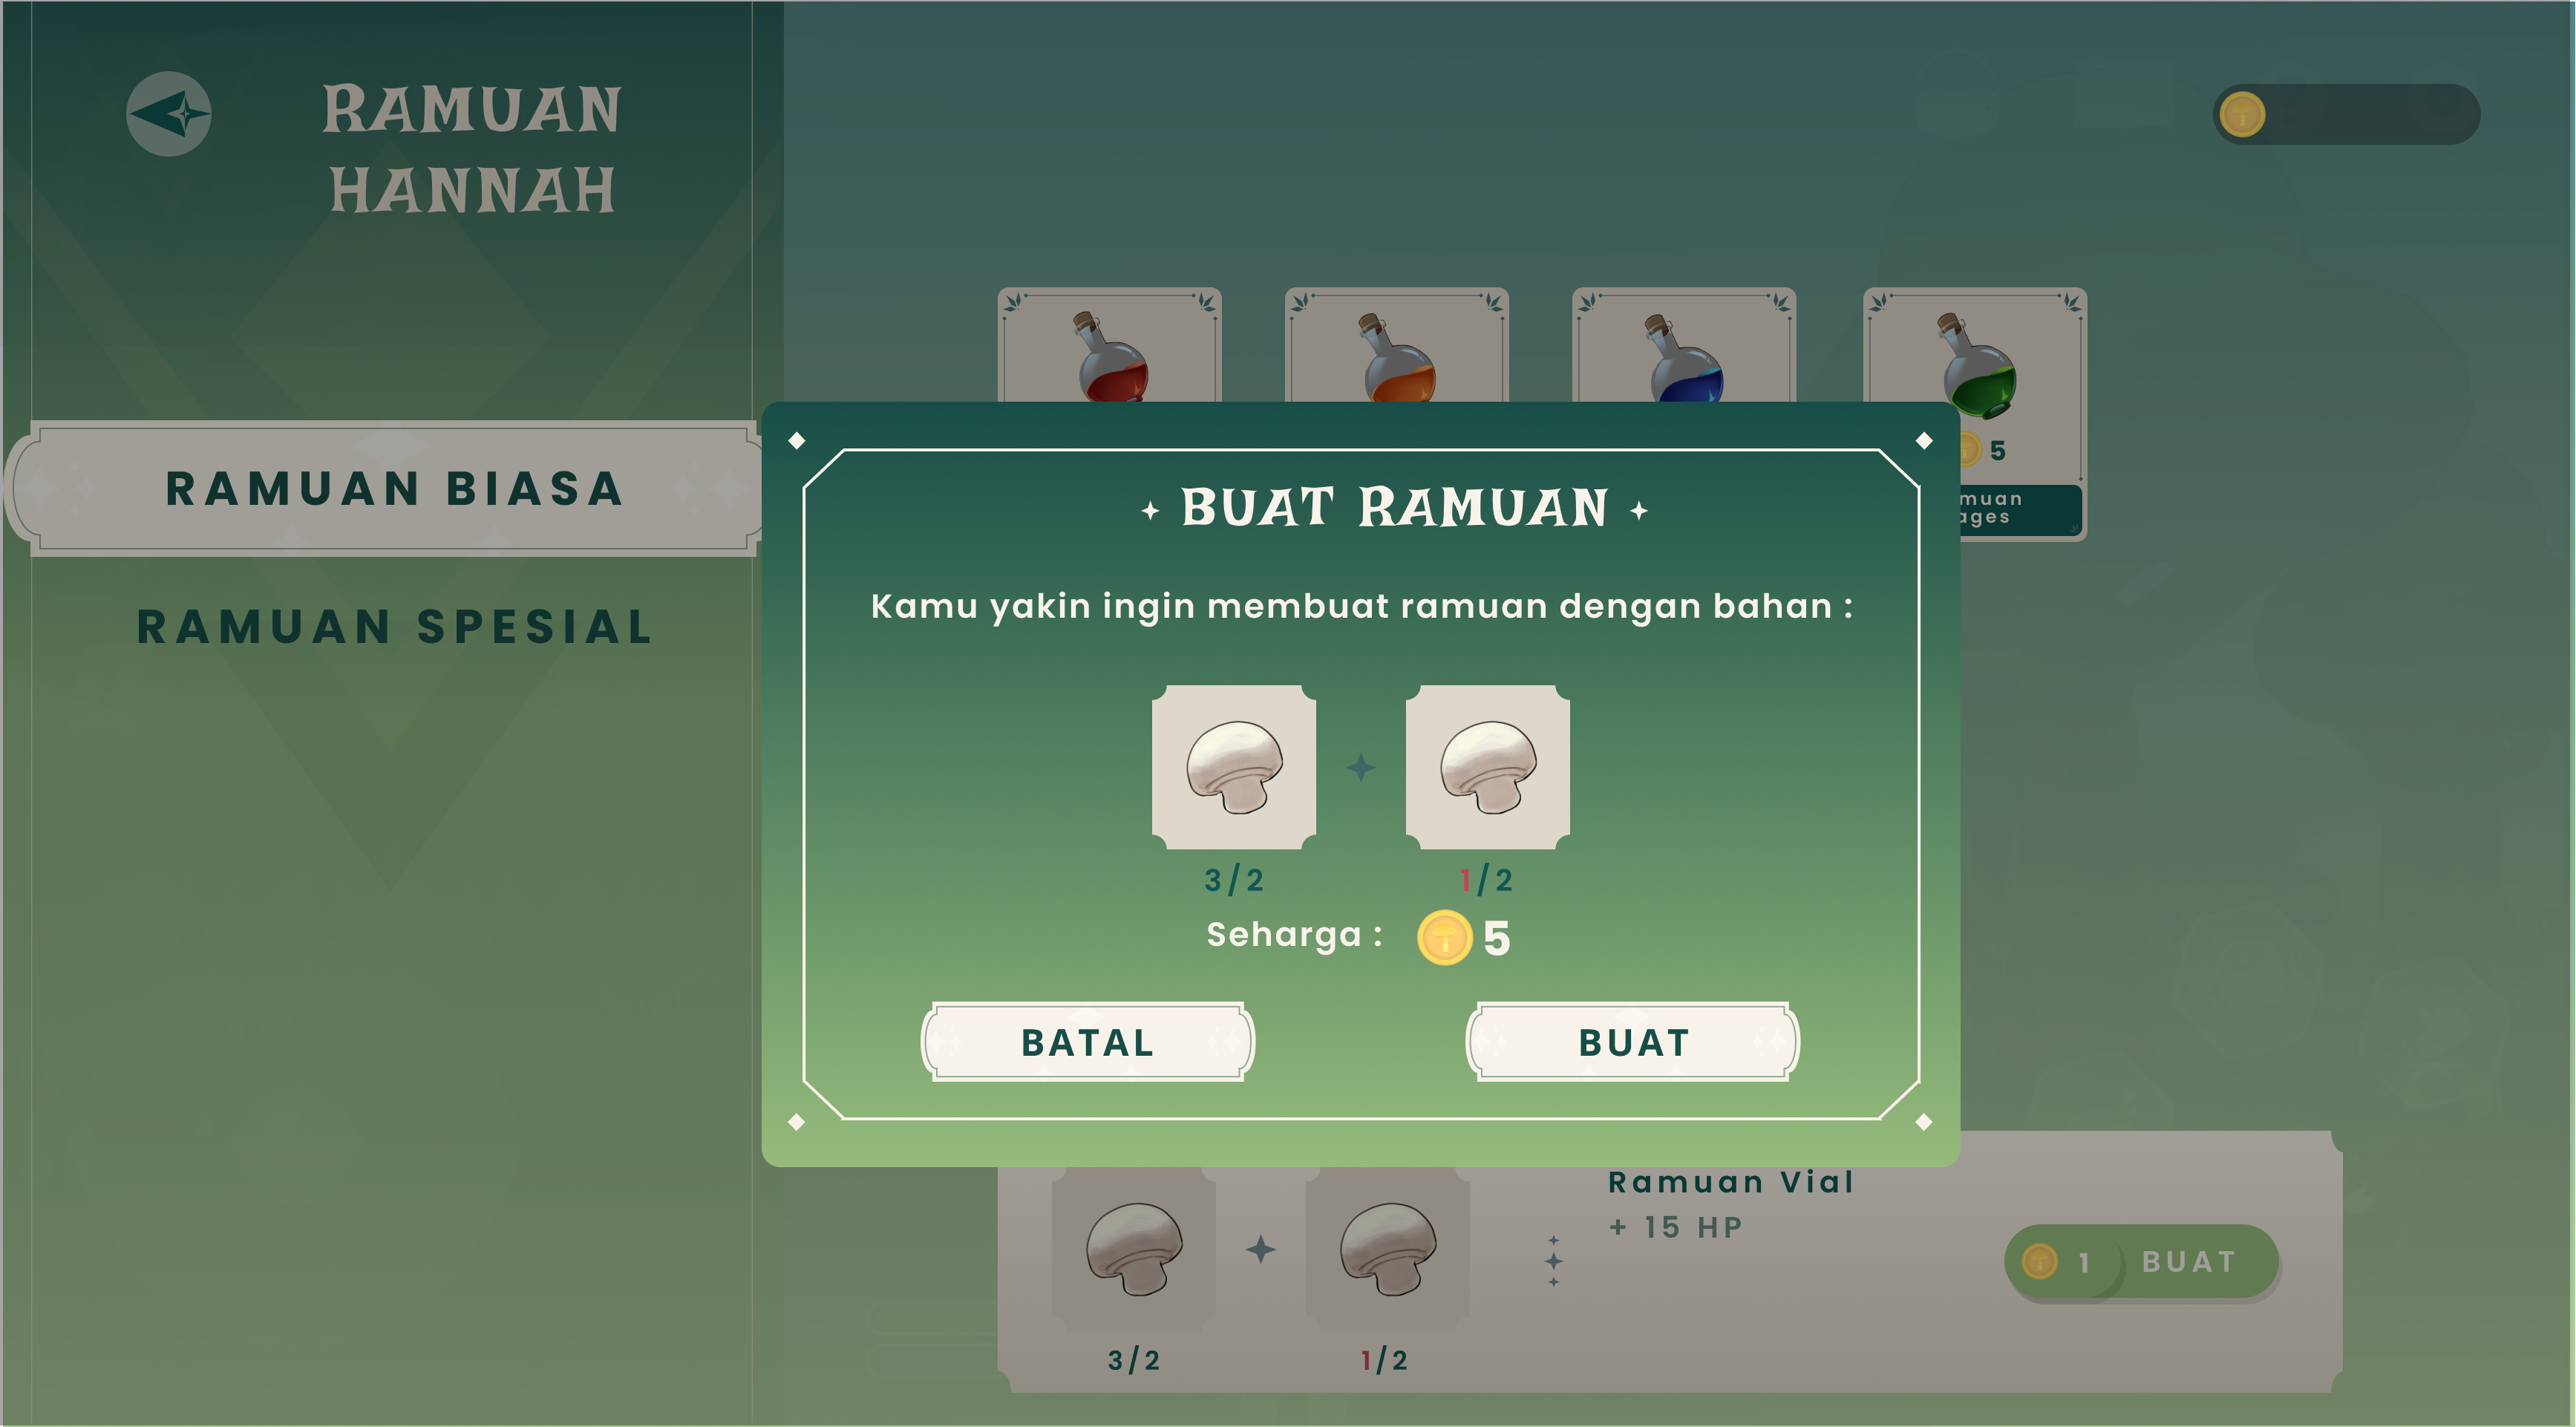 RAMUAN
HANNAH
RAMUAN BIASA
RAMUAN SPESIAL
5
BUAT RAMUAN
Kamu yakin ingin membuat ramuan dengan bahan :
3/2
1/2
Seharga :
5
BATAL
BUAT
Ramuan Vial
+ 15 HP
1
BUAT
3/2
1/2